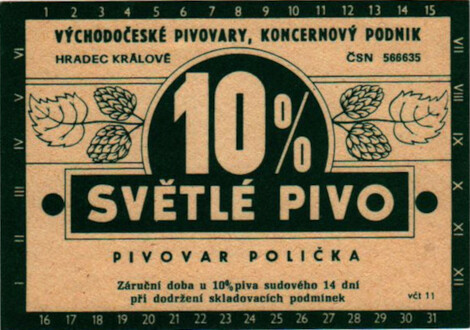 1 2 3 4 5 6 7 8 9 10 11 12 13 14 15
VÝCHODOČESKÉ PIVOVARY, KONCERNOVÝ PODNIK
HRADEC KRÁLOVÉ ČSN 566635
10%
SVĚTLÉ PIVO
PIVOVAR POLIČKA
Záruční doba u 10% piva sudového 14 dní
při dodržení skladovacích podmínek
včt 11
VI V IV III II I
VII VIII IX X XI XII
16 17 18 19 20 21 22 23 24 25 26 27 28 29 30 31